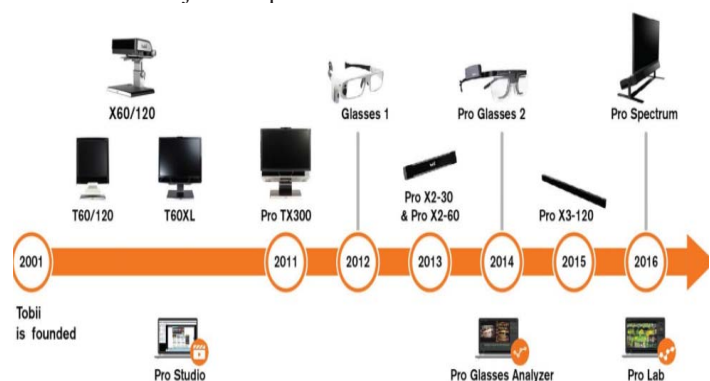 X60/120
Glasses 1
Pro Glasses 2
Pro Spectrum
T60/120
T60XL
Pro TX300
Pro X2-30
& Pro X2-60
Pro X3-120
2001
2011
2012
2013
2014
2015
2016
Tobii
is founded
Pro Studio
Pro Glasses Analyzer
Pro Lab